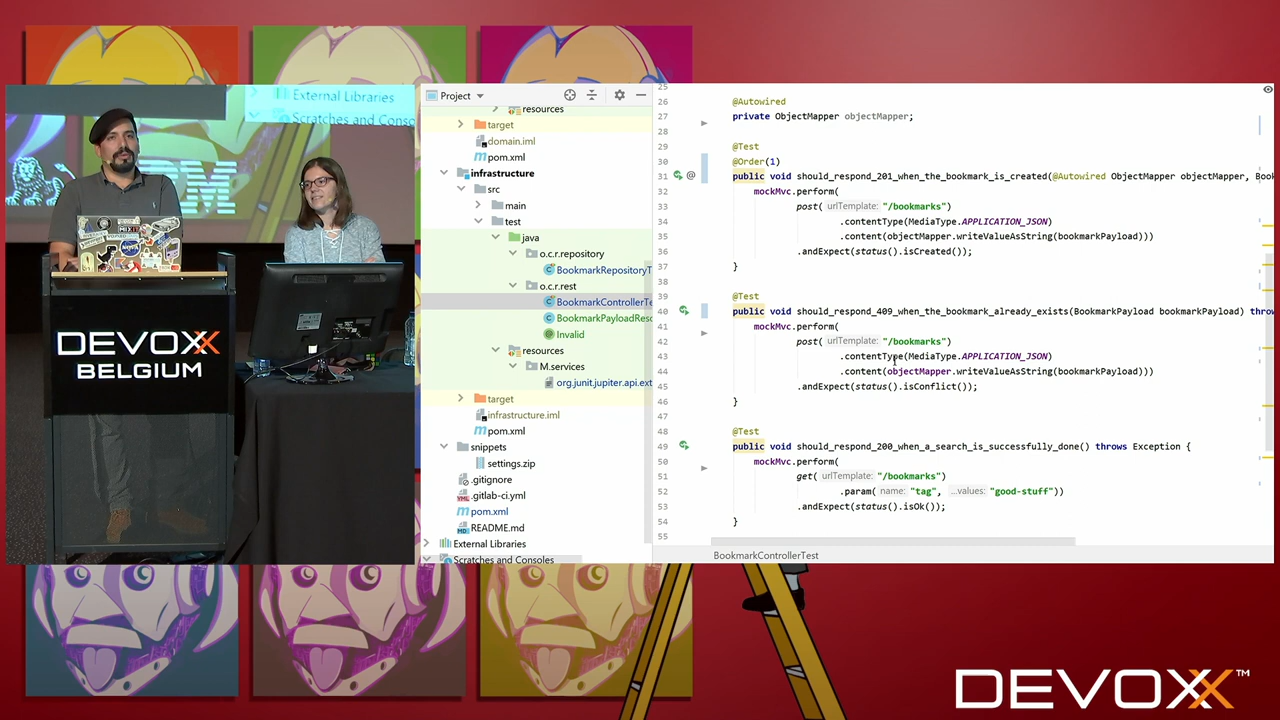 External Libraries
Scratches and Conso
DEVOXX
BELGIUM
Project
resources
target
domain.iml
pom.xml
infrastructure
src
main
test
java
o.c.r.repository
BookmarkRepositoryT
o.c.r.rest
BookmarkControllerTe
BookmarkPayloadReso
Invalid
resources
M.services
org.junit.jupiter.api.ext
target
infrastructure.iml
pom.xml
snippets
settings.zip
.gitignore
.gitlab-ci.yml
pom.xml
README.md
External Libraries
Scratches and Consoles
25
26 @Autowired
27 private ObjectMapper objectMapper;
28
29 @Test
30 @Order(1)
31 public void should_respond_201_when_the_bookmark_is_created(@Autowired ObjectMapper objectMapper, Book
32 mockMvc.perform(
33 post( urlTemplate: "/bookmarks")
34 .contentType(MediaType.APPLICATION_JSON)
35 .content(objectMapper.writeValueAsString(bookmarkPayload)))
36 .andExpect(status().isCreated());
37 }
38
39 @Test
40 public void should_respond_409_when_the_bookmark_already_exists(BookmarkPayload bookmarkPayload) throw
41 mockMvc.perform(
42 post( urlTemplate: "/bookmarks")
43 .contentType(MediaType.APPLICATION_JSON)
44 .content(objectMapper.writeValueAsString(bookmarkPayload)))
45 .andExpect(status().isConflict());
46 }
47
48 @Test
49 public void should_respond_200_when_a_search_is_successfully_done() throws Exception {
50 mockMvc.perform(
51 get( urlTemplate: "/bookmarks")
52 .param( name: "tag", ...values: "good-stuff"))
53 .andExpect(status().isOk());
54 }
55
BookmarkControllerTest
DEVOXX™